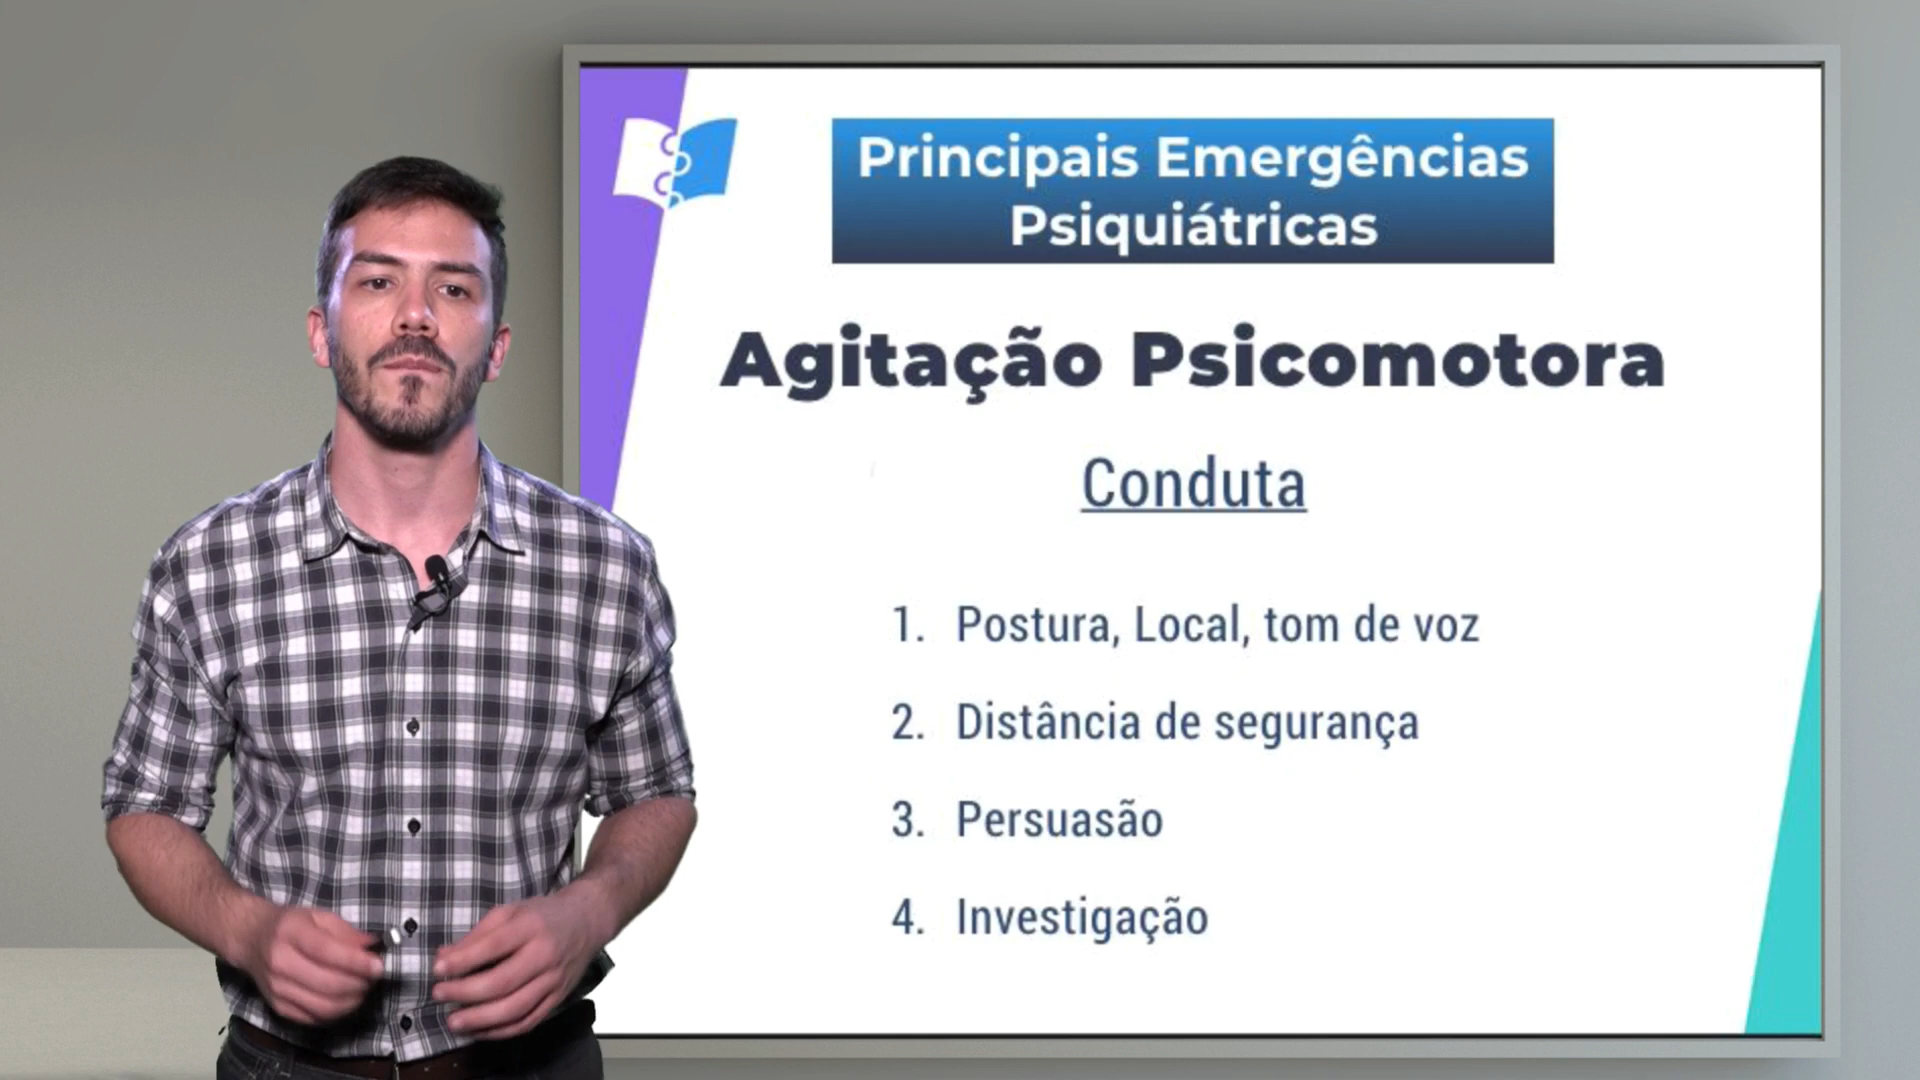 Principais Emergências
Psiquiátricas
Agitação Psicomotora
Conduta
1. Postura, Local, tom de voz
2. Distância de segurança
3. Persuasão
4. Investigação